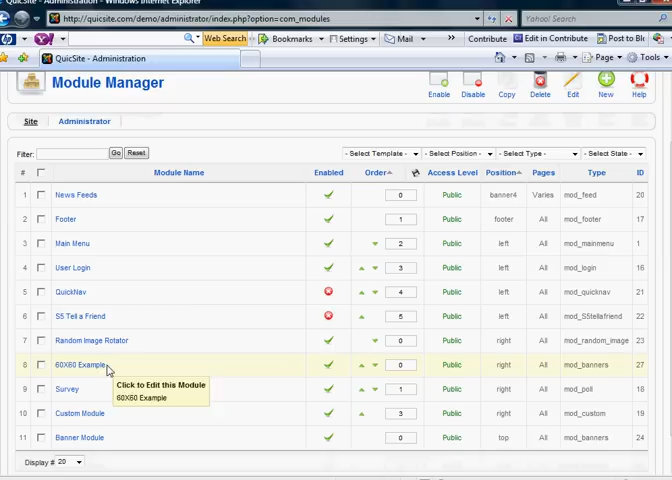 QuicSite - Administration - Windows Internet Explorer
http://quicsite.com/demo/administrator/index.php?option=com_modules
Yahoo! Search
Web Search Bookmarks Settings Mail Contribute Edit in Contribute Post to Bl
QuicSite - Administration
Page Tools
Module Manager
Enable Disable Copy Delete Edit New Help
Site Administrator
Filter: Go Reset - Select Template - - Select Position - - Select Type - - Select State -
# Module Name Enabled Order Access Level Position Pages Type ID
1 News Feeds 0 Public banner4 Varies mod_feed 20
2 Footer 1 Public footer All mod_footer 17
3 Main Menu 2 Public left All mod_mainmenu 1
4 User Login 3 Public left All mod_login 16
5 QuickNav 4 Public left All mod_quicknav 21
6 S5 Tell a Friend 5 Public left All mod_S5tellafriend 22
7 Random Image Rotator 0 Public right All mod_random_image 23
8 60X60 Example 0 Public right All mod_banners 27
Click to Edit this Module
60X60 Example
9 Survey 1 Public right All mod_poll 18
10 Custom Module 3 Public right All mod_custom 19
11 Banner Module 0 Public top All mod_banners 24
Display # 20